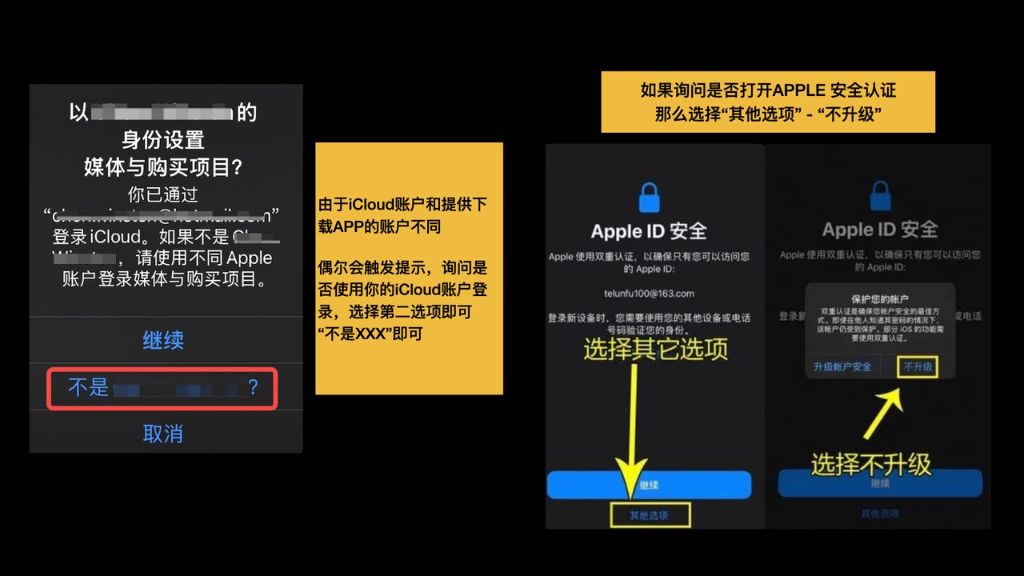 以 的
身份设置
媒体与购买项目?
你已通过
登录 iCloud。如果不是
,请使用不同 Apple
账户登录媒体与购买项目。
继续
不是 ?
取消
由于iCloud账户和提供下
载APP的账户不同
偶尔会触发提示，询问是
否使用你的iCloud账户登
录，选择第二选项即可
“不是XXX”即可
如果询问是否打开APPLE 安全认证
那么选择“其他选项” - “不升级”
Apple ID 安全
Apple 使用双重认证，以确保只有您可以访问您
的 Apple ID:
telunfu100@163.com
登录新设备时，您需要使用您的其他设备或电话
号码验证您的身份。
选择其它选项
继续
其他选项
Apple ID 安全
Apple 使用双重认证，以确保只有您可以访问您
的 Apple ID:
保护您的帐户
双重认证是确保您帐户安全的最佳方
式。即使在他人知道其密码的情况下，
该帐户仍受到保护。部分 iOS 的功能需
要使用双重认证。
登录新
电话
升级帐户安全
不升级
选择不升级
继续
其他选项